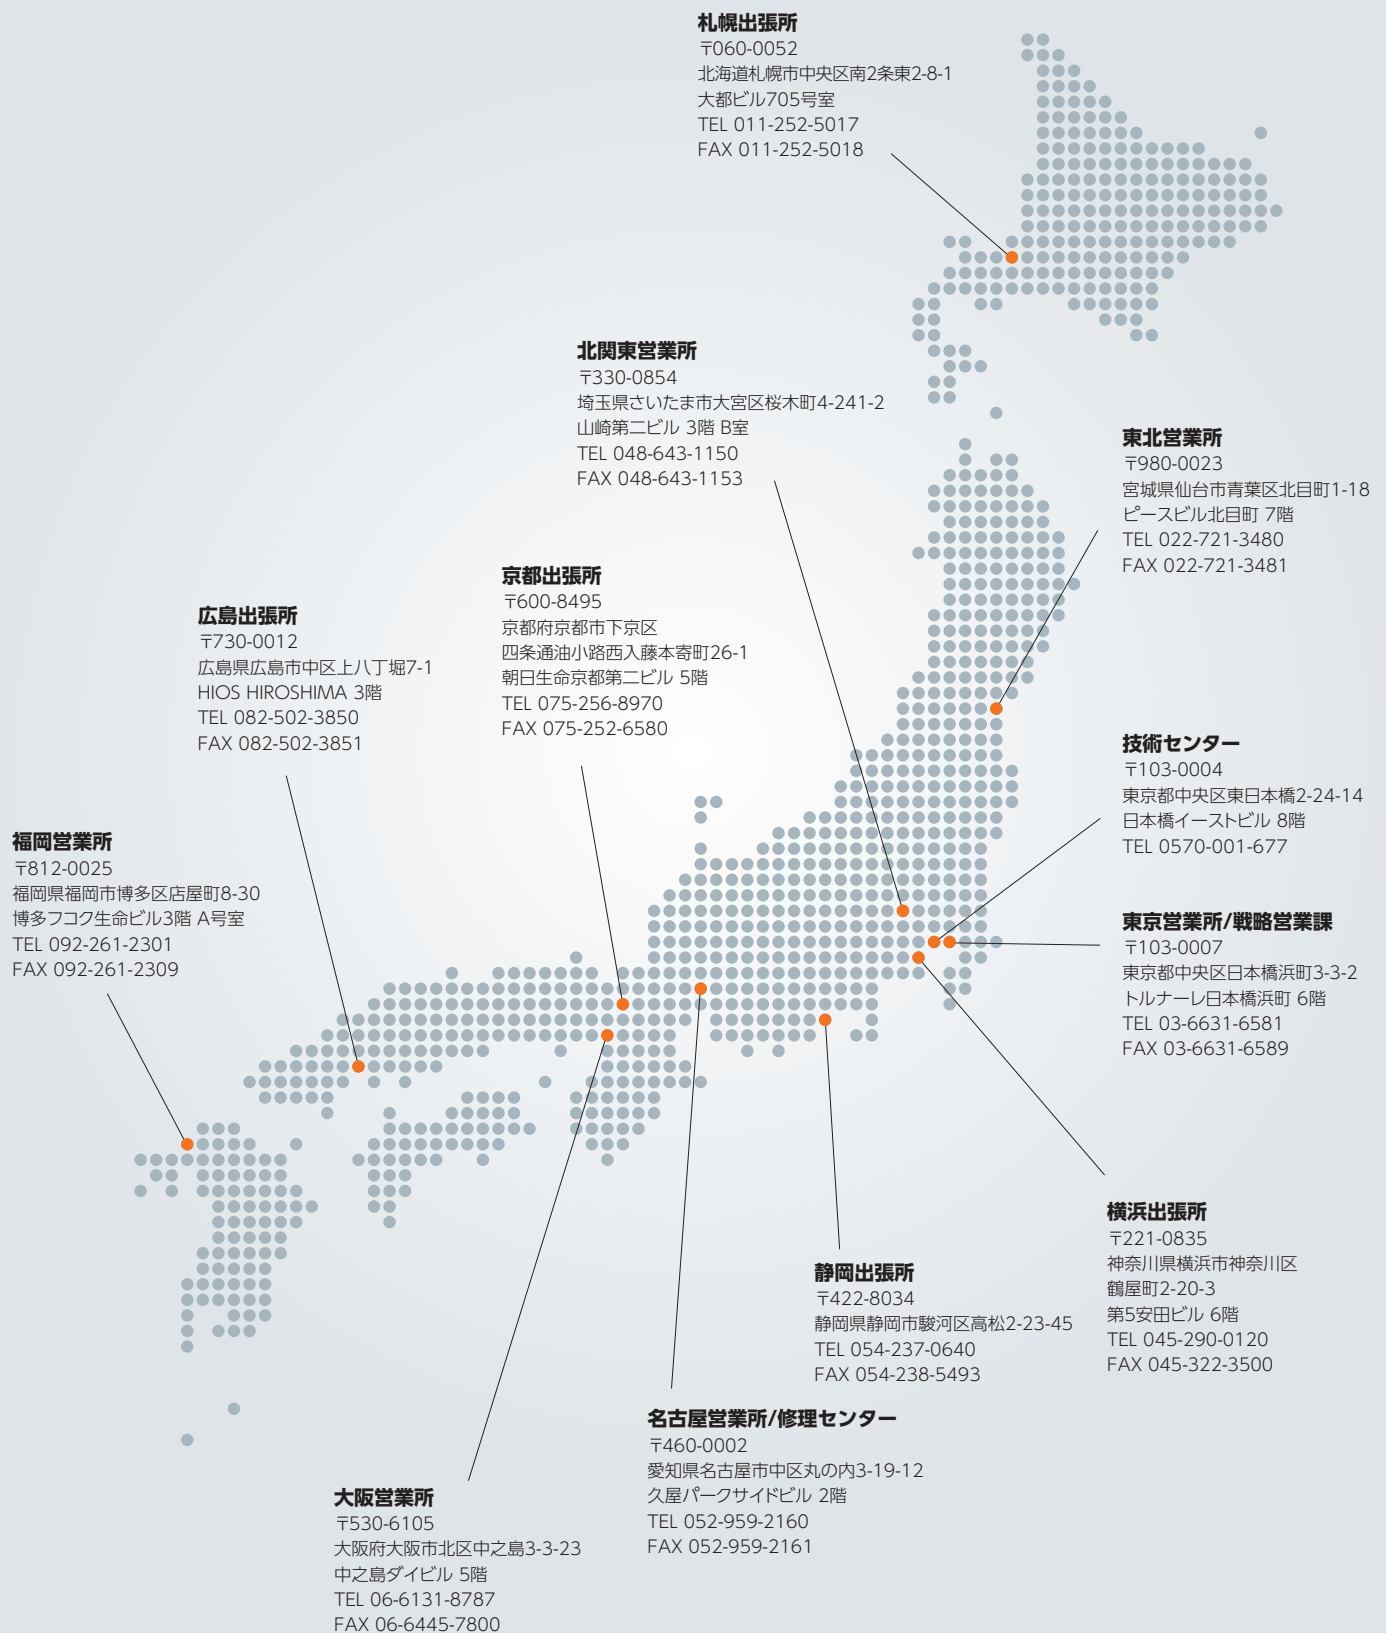 札幌出張所
〒060-0052
北海道札幌市中央区南2条東2-8-1
大都ビル705号室
TEL 011-252-5017
FAX 011-252-5018
北関東営業所
〒330-0854
埼玉県さいたま市大宮区桜木町4-241-2
山崎第二ビル 3階 B室
TEL 048-643-1150
FAX 048-643-1153
東北営業所
〒980-0023
宮城県仙台市青葉区北目町1-18
ピースビル北目町 7階
TEL 022-721-3480
FAX 022-721-3481
京都出張所
〒600-8495
京都府京都市下京区
四条通油小路西入藤本寄町26-1
朝日生命京都第二ビル 5階
TEL 075-256-8970
FAX 075-252-6580
広島出張所
〒730-0012
広島県広島市中区上八丁堀7-1
HIOS HIROSHIMA 3階
TEL 082-502-3850
FAX 082-502-3851
技術センター
〒103-0004
東京都中央区東日本橋2-24-14
日本橋イーストビル 8階
TEL 0570-001-677
福岡営業所
〒812-0025
福岡県福岡市博多区店屋町8-30
博多フコク生命ビル3階 A号室
TEL 092-261-2301
FAX 092-261-2309
東京営業所/戦略営業課
〒103-0007
東京都中央区日本橋浜町3-3-2
トルナーレ日本橋浜町 6階
TEL 03-6631-6581
FAX 03-6631-6589
横浜出張所
〒221-0835
神奈川県横浜市神奈川区
鶴屋町2-20-3
第5安田ビル 6階
TEL 045-290-0120
FAX 045-322-3500
静岡出張所
〒422-8034
静岡県静岡市駿河区高松2-23-45
TEL 054-237-0640
FAX 054-238-5493
名古屋営業所/修理センター
〒460-0002
愛知県名古屋市中区丸の内3-19-12
久屋パークサイドビル 2階
TEL 052-959-2160
FAX 052-959-2161
大阪営業所
〒530-6105
大阪府大阪市北区中之島3-3-23
中之島ダイビル 5階
TEL 06-6131-8787
FAX 06-6445-7800